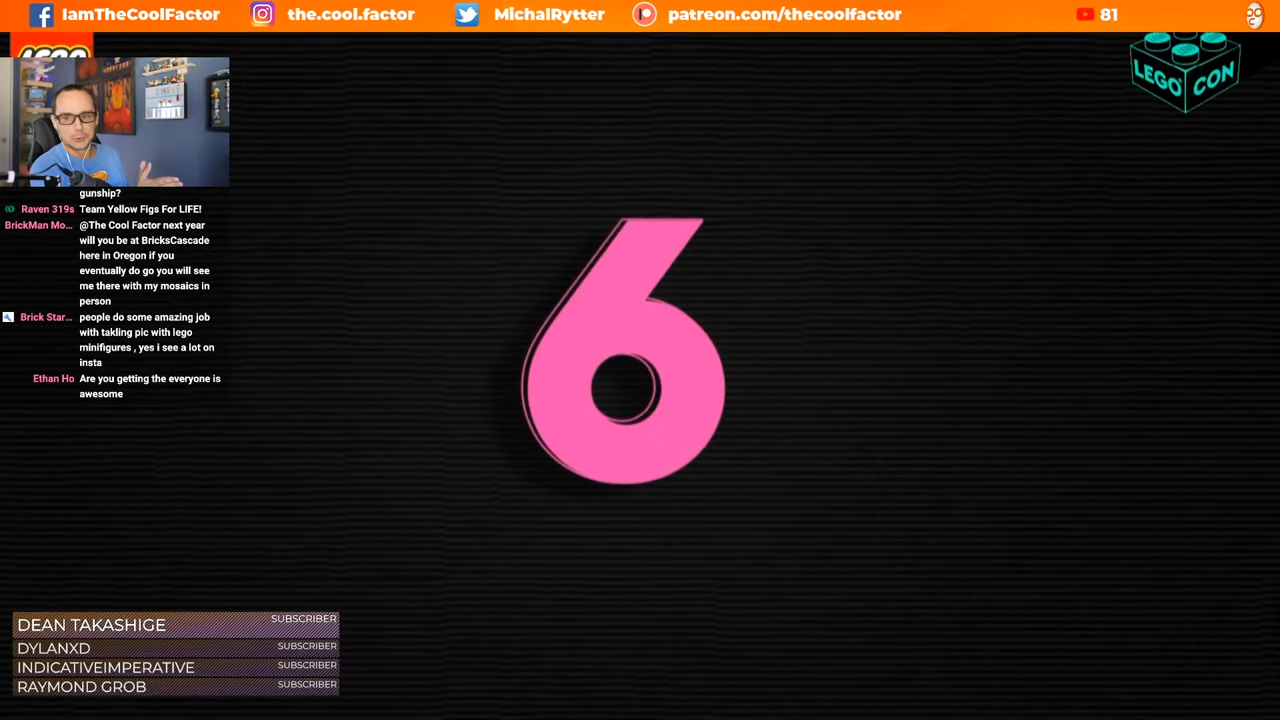 IamTheCoolFactor the.cool.factor MichalRytter patreon.com/thecoolfactor 81
LEGO
LEGO CON
gunship?
Raven 319s Team Yellow Figs For LIFE!
BrickMan Mo... @The Cool Factor next year
will you be at BricksCascade
here in Oregon if you
eventually do go you will see
me there with my mosaics in
person
Brick Star... people do some amazing job
with takling pic with lego
minifigures , yes i see a lot on
insta
Ethan Ho Are you getting the everyone is
awesome
6
DEAN TAKASHIGE SUBSCRIBER
DYLANXD SUBSCRIBER
INDICATIVEIMPERATIVE SUBSCRIBER
RAYMOND GROB SUBSCRIBER